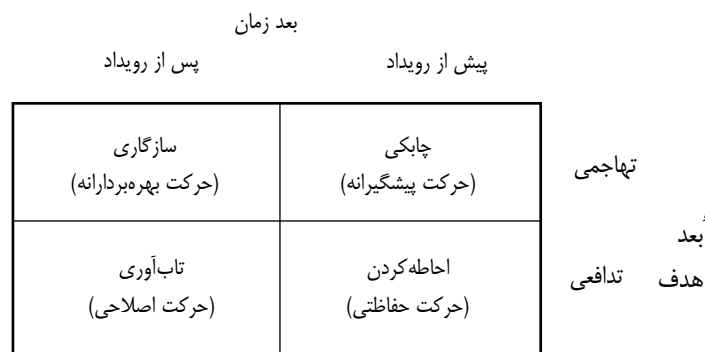 بعد زمان
پیش از رویداد
پس از رویداد
تهاجمی
چابکی
(حرکت پیشگیرانه)
سازگاری
(حرکت بهره‌بردارانه)
بُعد
هدف
تدافعی
احاطه‌کردن
(حرکت حفاظتی)
تاب‌آوری
(حرکت اصلاحی)